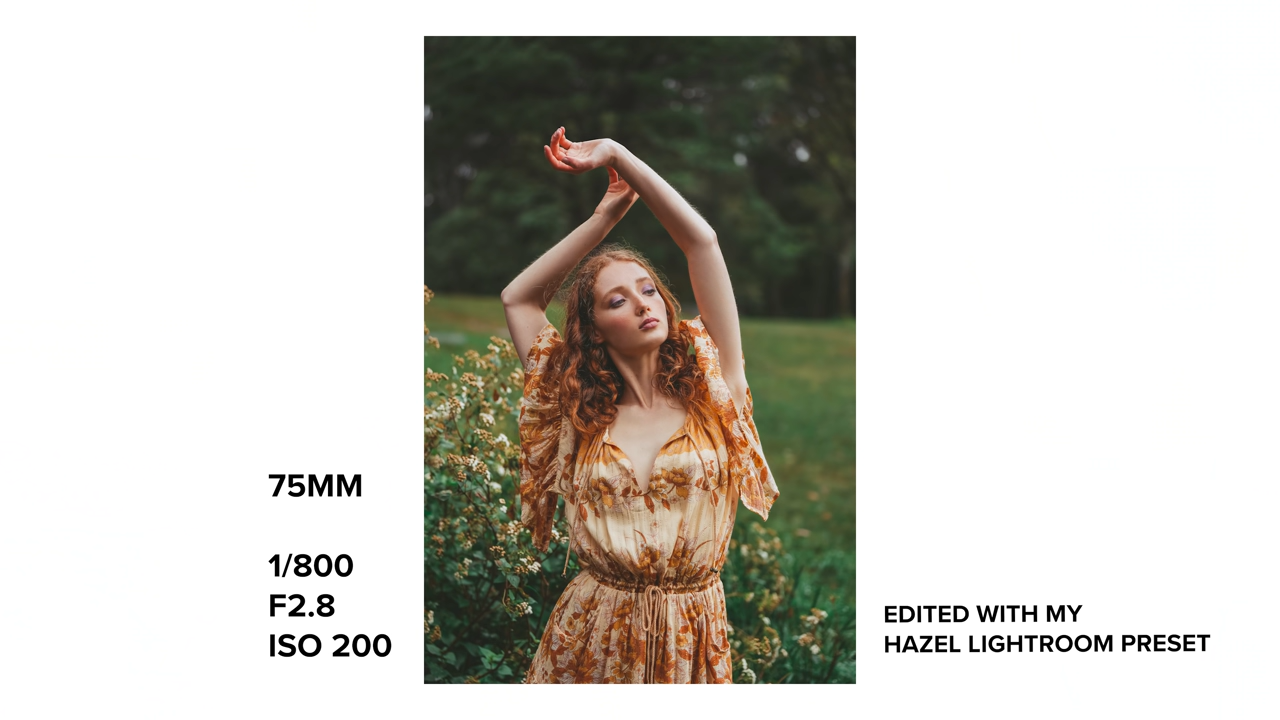 75MM
1/800
F2.8
ISO 200
EDITED WITH MY
HAZEL LIGHTROOM PRESET